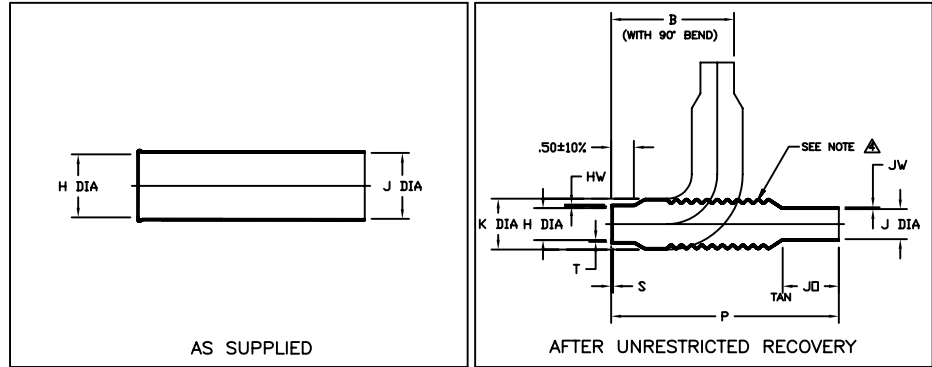 H DIA
J DIA
AS SUPPLIED
B
(WITH 90° BEND)
.50±10%
SEE NOTE 4
HW
JW
K DIA
H DIA
J DIA
T
S
TAN
JO
P
AFTER UNRESTRICTED RECOVERY